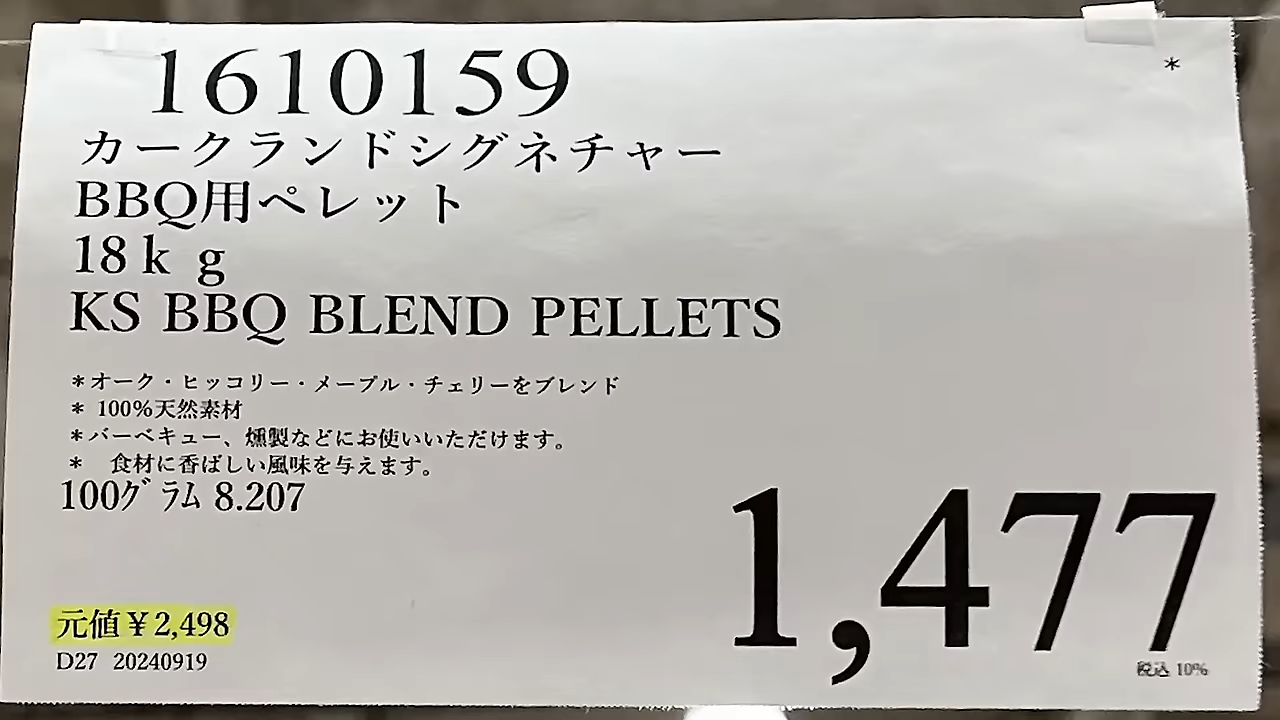 1610159
*
カークランドシグネチャー
BBQ用ペレット
18ｋｇ
KS BBQ BLEND PELLETS
＊オーク・ヒッコリー・メープル・チェリーをブレンド
＊ 100%天然素材
＊バーベキュー、燻製などにお使いいただけます。
＊　食材に香ばしい風味を与えます。
100ｸﾞﾗﾑ 8.207
1,477
元値￥2,498
D27 20240919
税込 10%